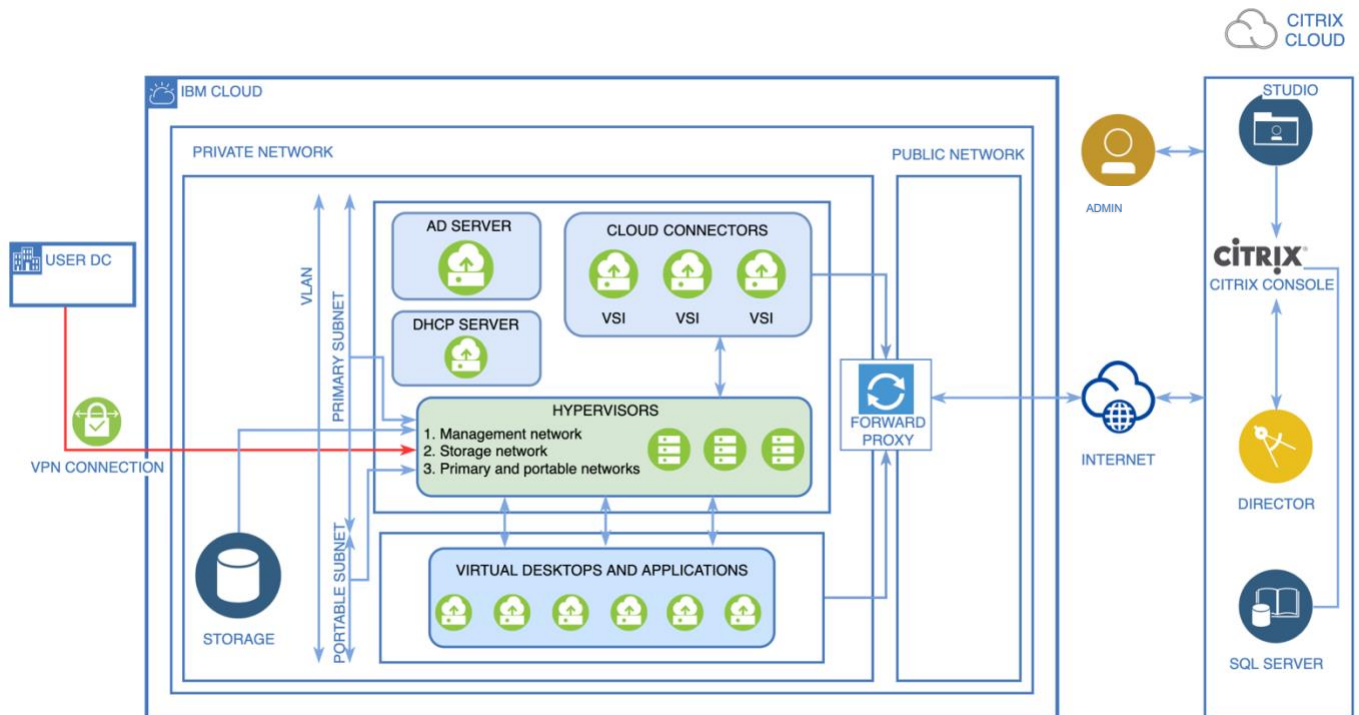 CITRIX
CLOUD
IBM CLOUD
STUDIO
PRIVATE NETWORK
PUBLIC NETWORK
ADMIN
USER DC
VLAN
PRIMARY SUBNET
AD SERVER
CLOUD CONNECTORS
VSI
VSI
VSI
DHCP SERVER
CITRIX
CITRIX CONSOLE
HYPERVISORS
1. Management network
2. Storage network
3. Primary and portable networks
FORWARD
PROXY
VPN CONNECTION
INTERNET
DIRECTOR
PORTABLE SUBNET
VIRTUAL DESKTOPS AND APPLICATIONS
STORAGE
SQL SERVER